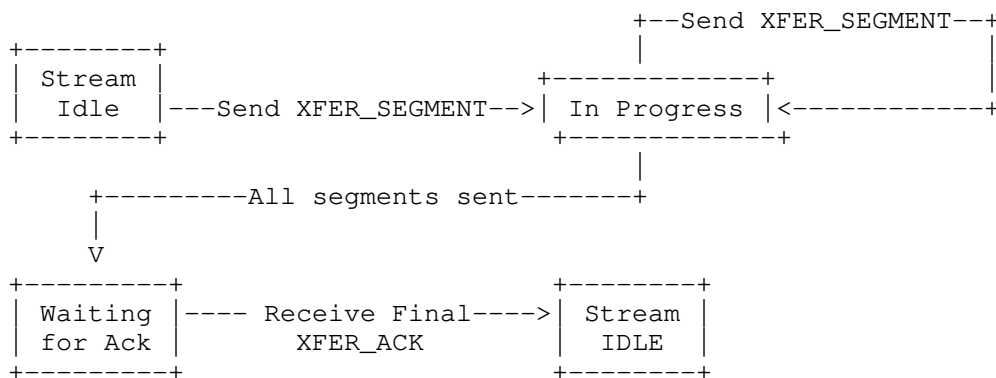 +--Send XFER_SEGMENT--+
+--------+ | |
| Stream | +-------------+ |
| Idle |---Send XFER_SEGMENT-->| In Progress |<------------+
+--------+ +-------------+
|
+---------All segments sent-------+
|
V
+---------+ +--------+
| Waiting |---- Receive Final---->| Stream |
| for Ack | XFER_ACK | IDLE |
+---------+ +--------+